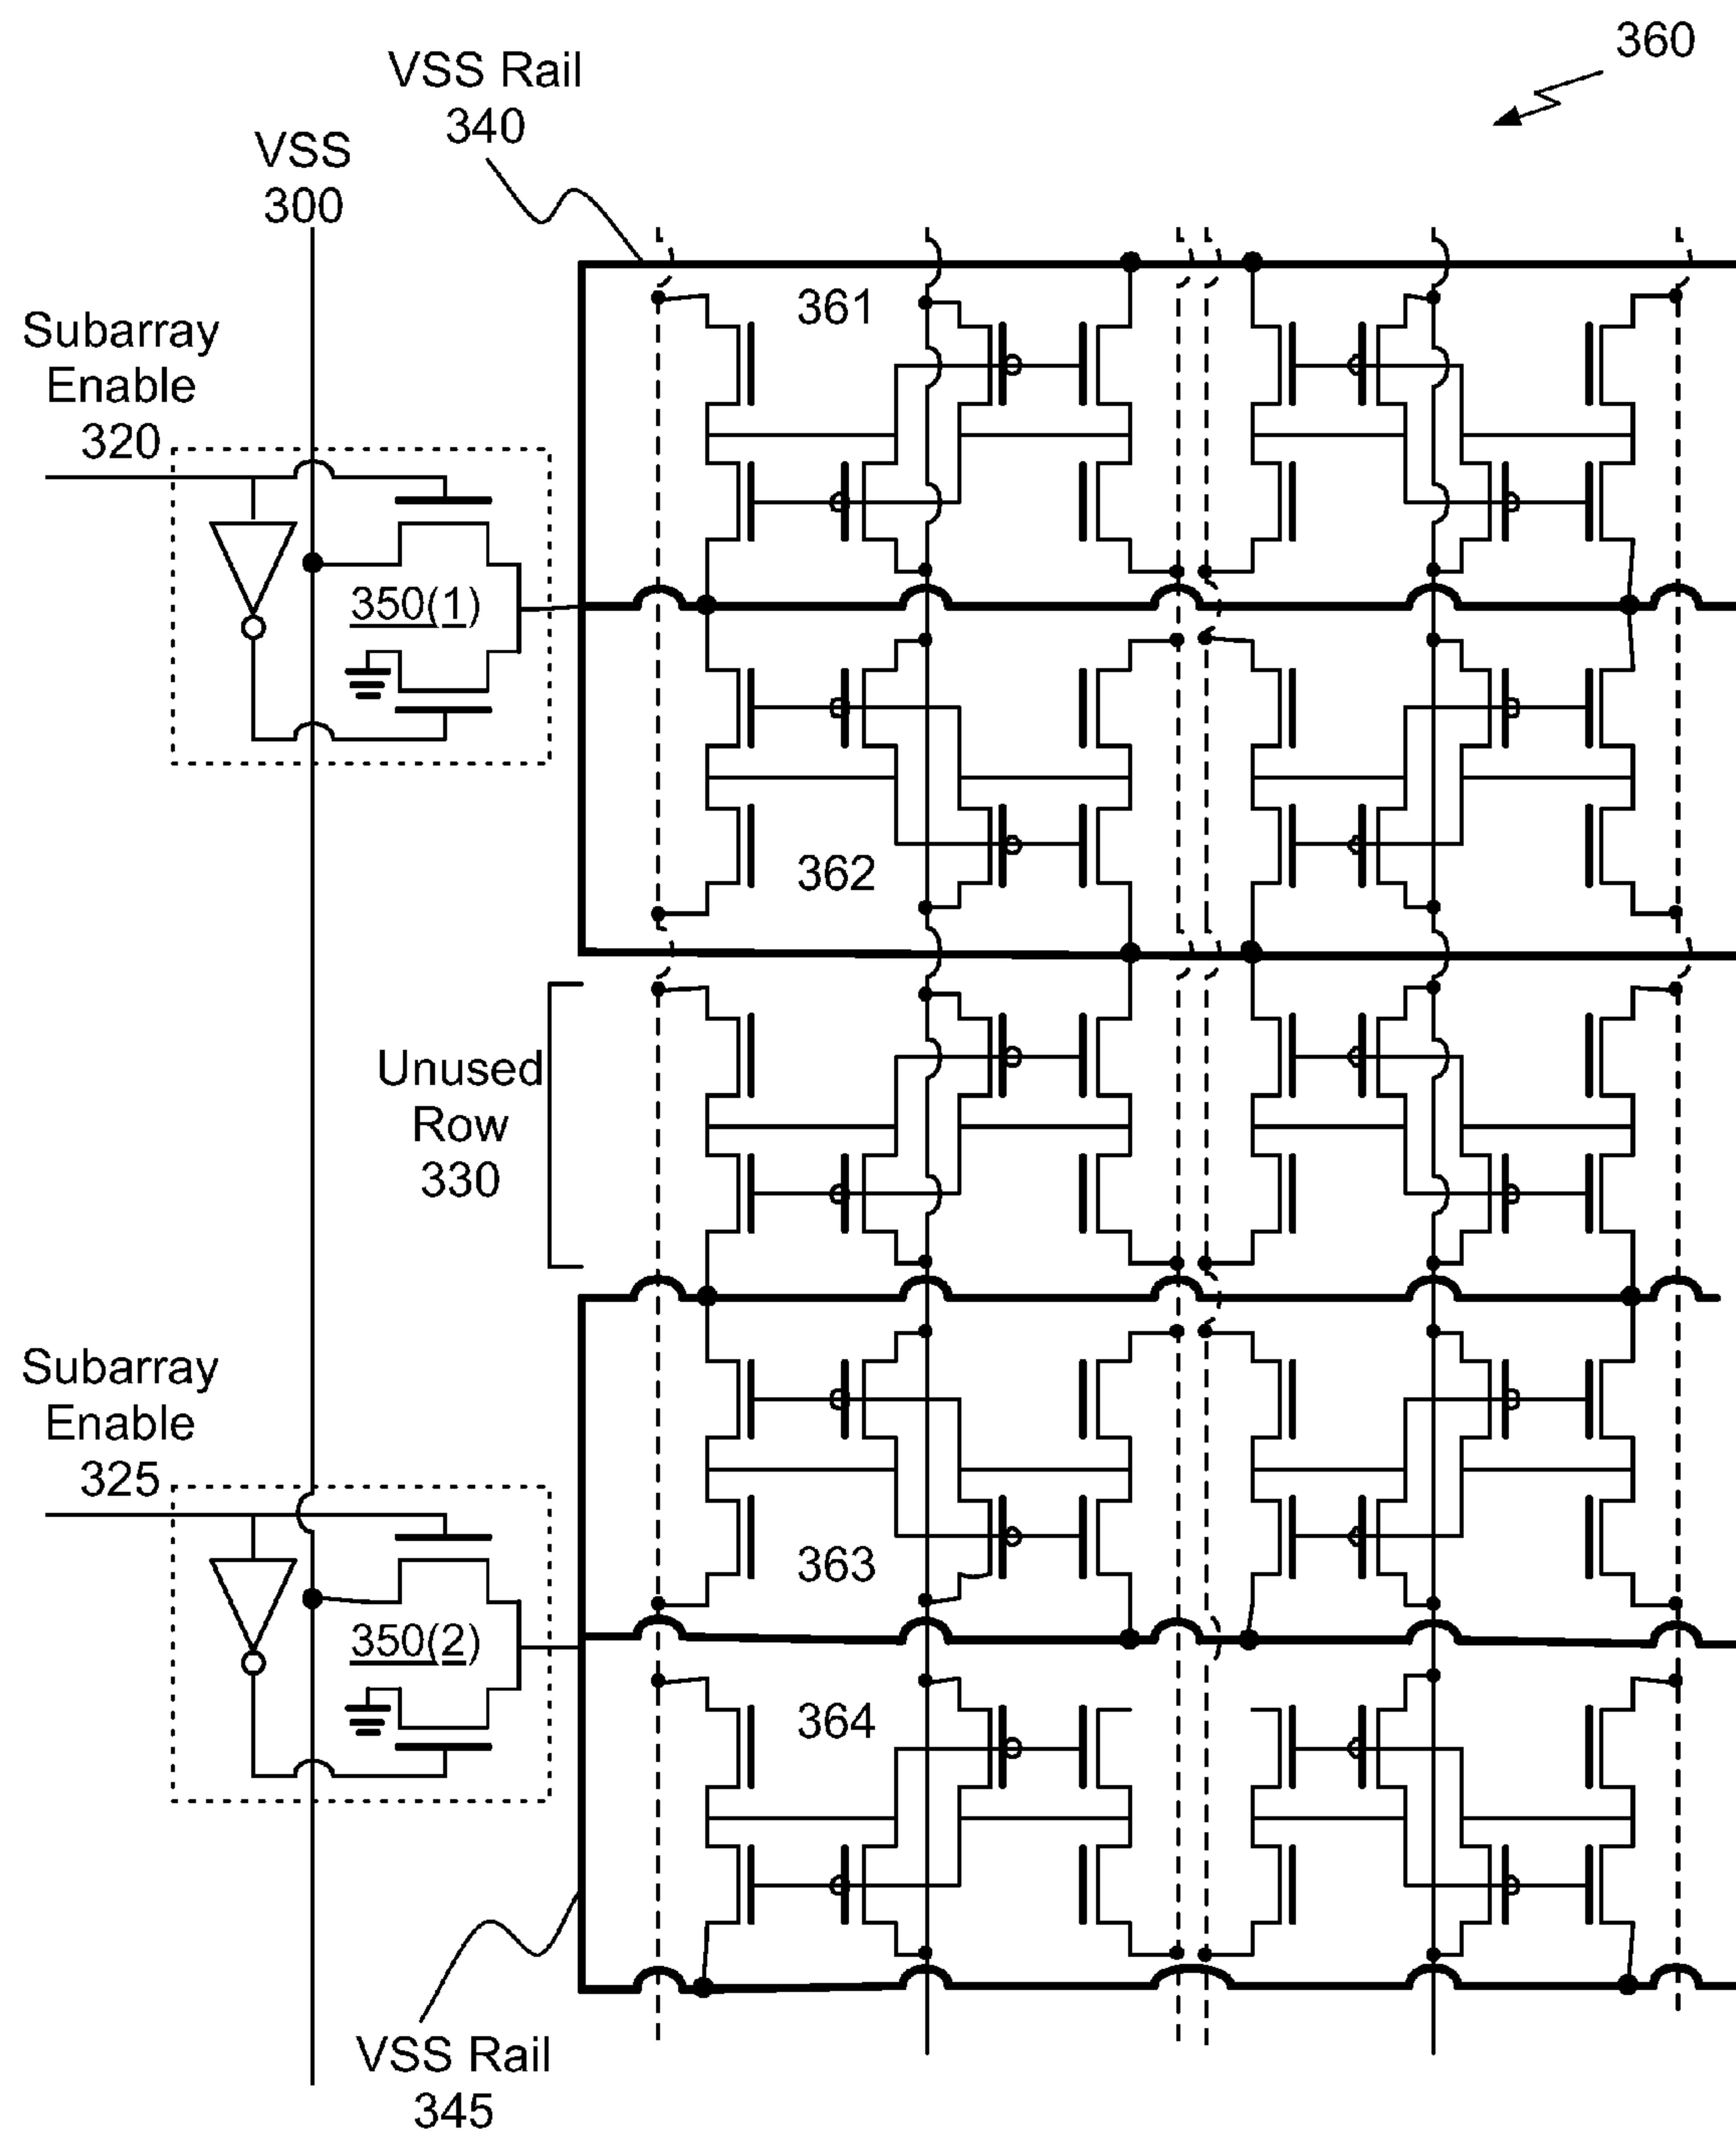 360
VSS Rail
340
VSS
300
361
Subarray
Enable
320
350(1)
362
Unused
Row
330
Subarray
Enable
325
363
350(2)
364
VSS Rail
345